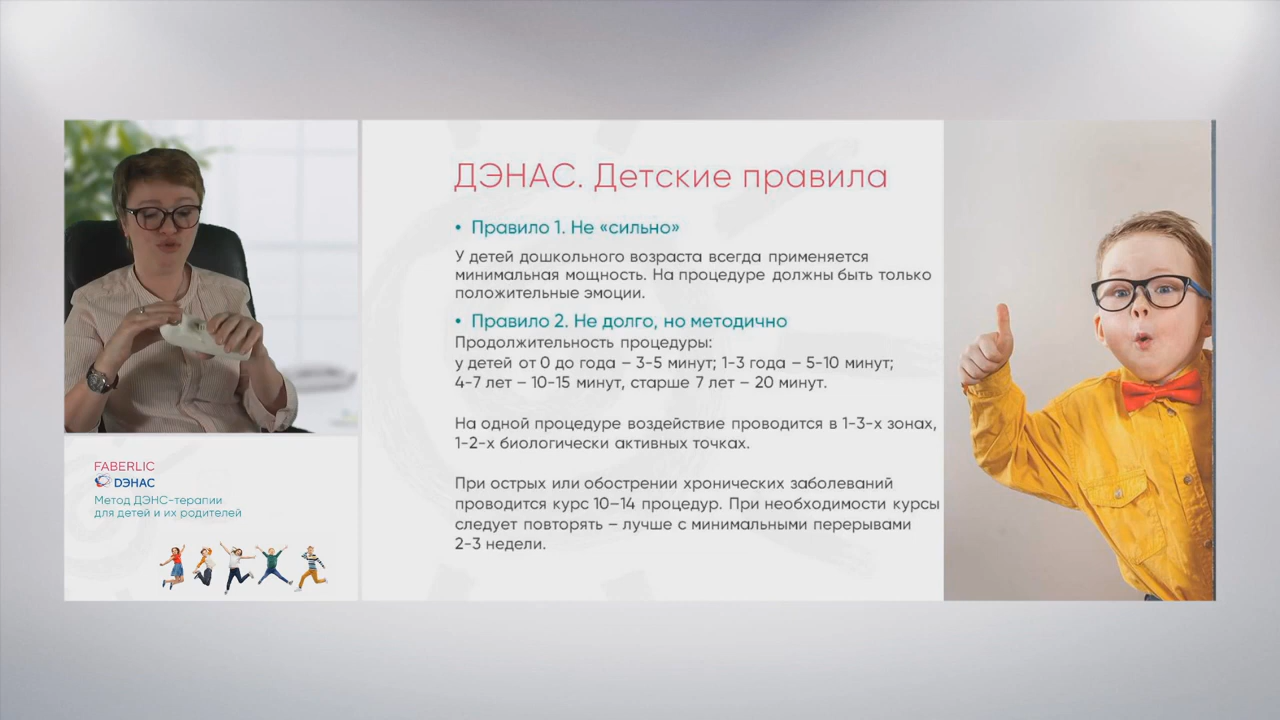 ДЭНАС. Детские правила
• Правило 1. Не «сильно»
У детей дошкольного возраста всегда применяется
минимальная мощность. На процедуре должны быть только
положительные эмоции.
• Правило 2. Не долго, но методично
Продолжительность процедуры:
у детей от 0 до года – 3-5 минут; 1-3 года – 5-10 минут;
4-7 лет – 10-15 минут, старше 7 лет – 20 минут.
На одной процедуре воздействие проводится в 1-3-х зонах,
1-2-х биологически активных точках.
При острых или обострении хронических заболеваний
проводится курс 10–14 процедур. При необходимости курсы
следует повторять – лучше с минимальными перерывами
2-3 недели.
FABERLIC
DЭНАС
Метод ДЭНС-терапии
для детей и их родителей